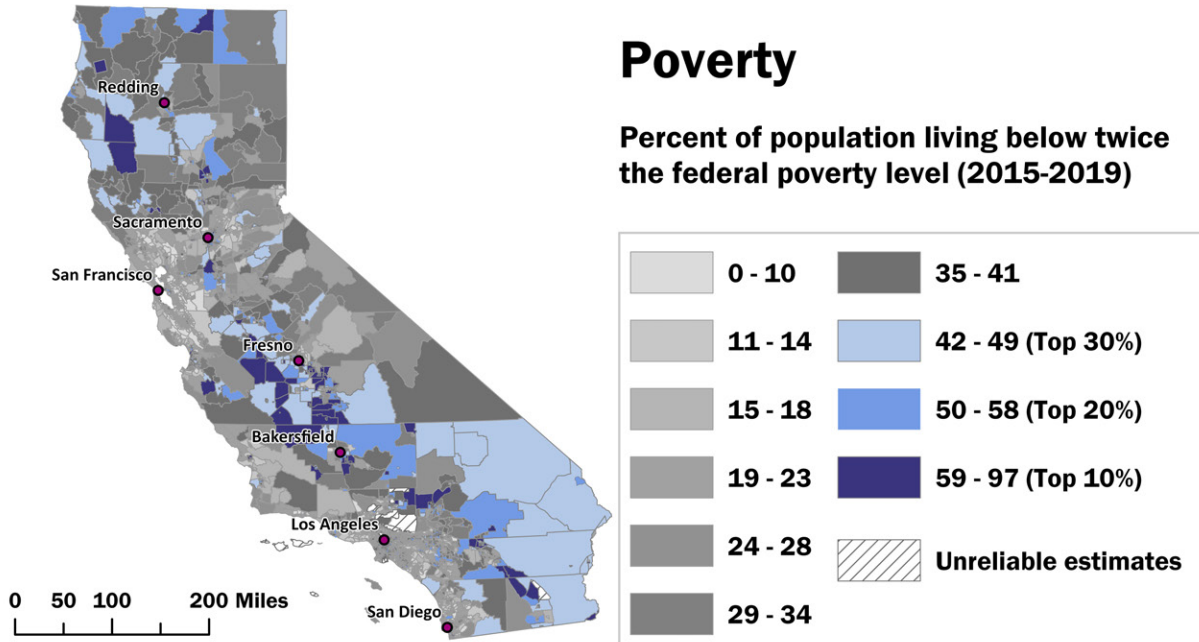 Poverty
Percent of population living below twice
the federal poverty level (2015-2019)
Redding
Sacramento
San Francisco
Fresno
Bakersfield
Los Angeles
San Diego
0 50 100 200 Miles
0 - 10
11 - 14
15 - 18
19 - 23
24 - 28
29 - 34
35 - 41
42 - 49 (Top 30%)
50 - 58 (Top 20%)
59 - 97 (Top 10%)
Unreliable estimates